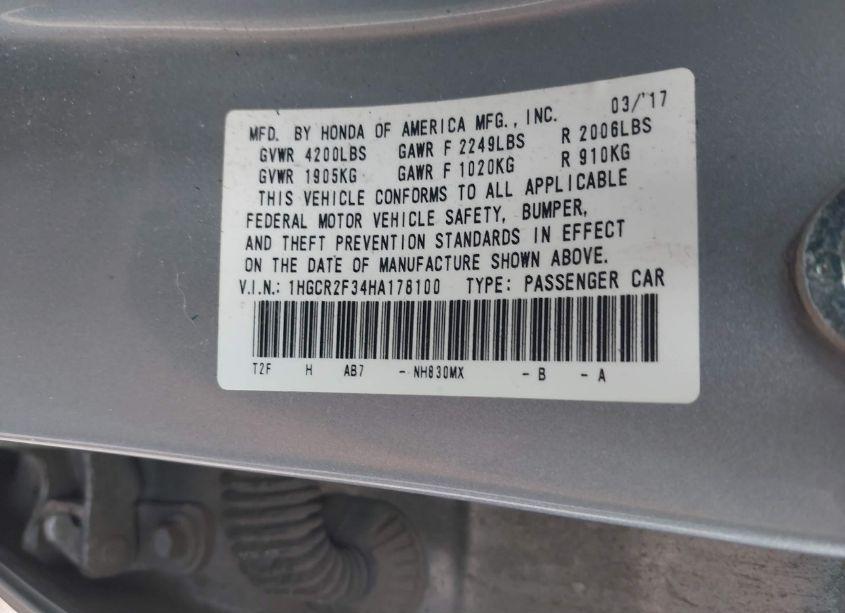 MFD. BY HONDA OF AMERICA MFG., INC. 03/'17
GVWR 4200LBS GAWR F 2249LBS R 2006LBS
GVWR 1905KG GAWR F 1020KG R 910KG
THIS VEHICLE CONFORMS TO ALL APPLICABLE
FEDERAL MOTOR VEHICLE SAFETY, BUMPER,
AND THEFT PREVENTION STANDARDS IN EFFECT
ON THE DATE OF MANUFACTURE SHOWN ABOVE.
V.I.N.: 1HGCR2F34HA178100 TYPE: PASSENGER CAR
T2F H AB7 - NH830MX - B - A